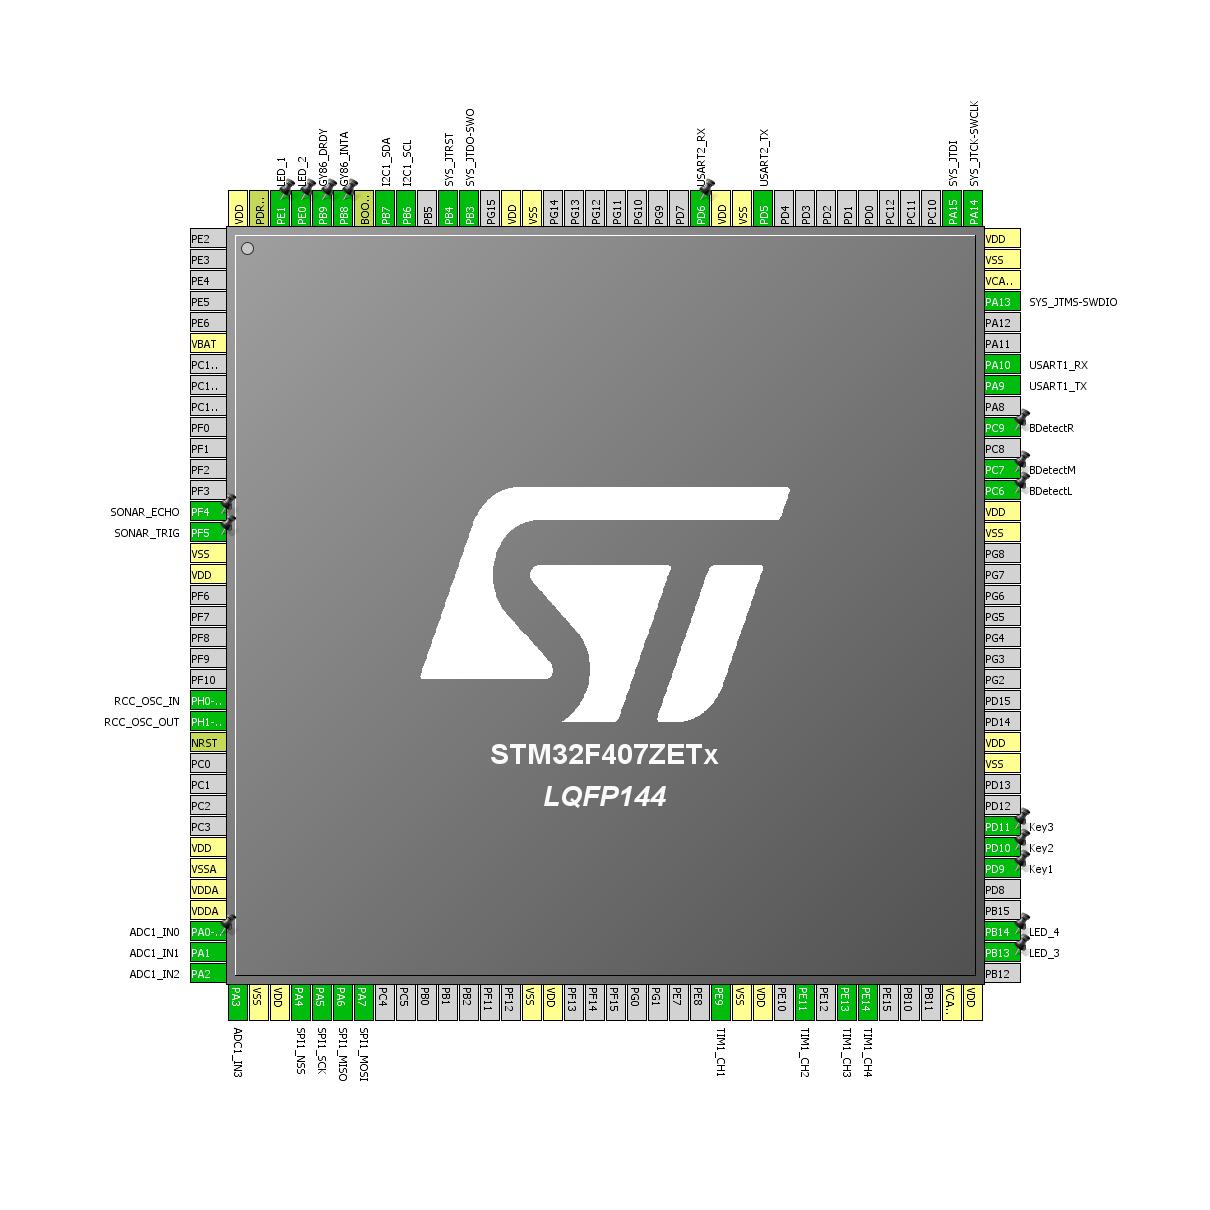 LED_1
LED_2
GY86_DRDY
GY86_INTA
I2C1_SDA
I2C1_SCL
SYS_JTRST
SYS_JTDO-SWO
USART2_RX
USART2_TX
SYS_JTDI
SYS_JTCK-SWCLK
VDD
PDR..
PE1
PE0
PB9
PB8
BOO..
PB7
PB6
PB5
PB4
PB3
PG15
VDD
VSS
PG14
PG13
PG12
PG11
PG10
PG9
PD7
PD6
VDD
VSS
PD5
PD4
PD3
PD2
PD1
PD0
PC12
PC11
PC10
PA15
PA14
PE2
PE3
PE4
PE5
PE6
VBAT
PC1..
PC1..
PC1..
PF0
PF1
PF2
PF3
SONAR_ECHO PF4
SONAR_TRIG PF5
VSS
VDD
PF6
PF7
PF8
PF9
PF10
RCC_OSC_IN PH0-..
RCC_OSC_OUT PH1-..
NRST
PC0
PC1
PC2
PC3
VDD
VSSA
VDDA
VDDA
ADC1_IN0 PA0-..
ADC1_IN1 PA1
ADC1_IN2 PA2
ST
STM32F407ZETx
LQFP144
VDD
VSS
VCA..
PA13 SYS_JTMS-SWDIO
PA12
PA11
PA10 USART1_RX
PA9 USART1_TX
PA8
PC9 BDetectR
PC8
PC7 BDetectM
PC6 BDetectL
VDD
VSS
PG8
PG7
PG6
PG5
PG4
PG3
PG2
PD15
PD14
VDD
VSS
PD13
PD12
PD11 Key3
PD10 Key2
PD9 Key1
PD8
PB15
PB14 LED_4
PB13 LED_3
PB12
PA3
VSS
VDD
PA4
PA5
PA6
PA7
PC4
PC5
PB0
PB1
PB2
PF11
PF12
VSS
VDD
PF13
PF14
PF15
PG0
PG1
PE7
PE8
PE9
VSS
VDD
PE10
PE11
PE12
PE13
PE14
PE15
PB10
PB11
VCA..
VDD
ADC1_IN3
SPI1_NSS
SPI1_SCK
SPI1_MISO
SPI1_MOSI
TIM1_CH1
TIM1_CH2
TIM1_CH3
TIM1_CH4